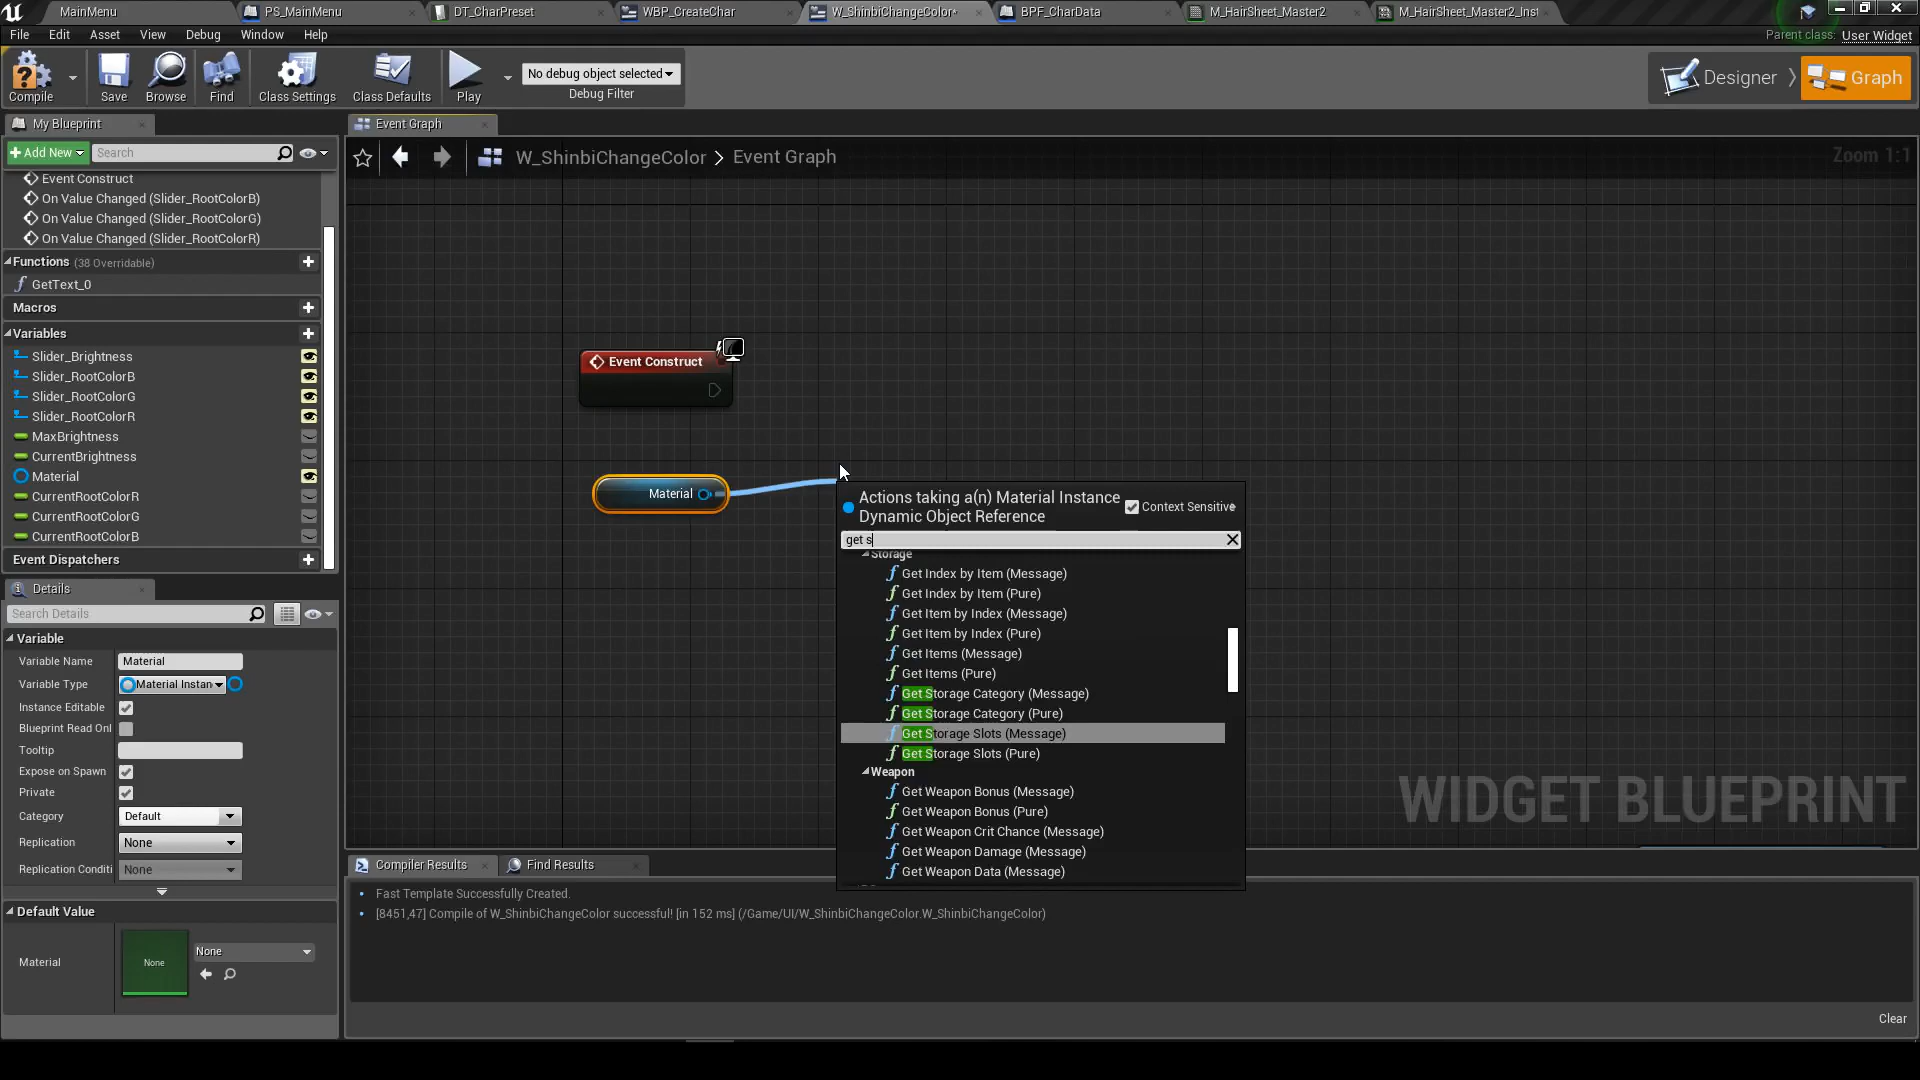 MainMenu
PS_MainMenu
DT_CharPreset
WBP_CreateChar
W_ShinbiChangeColor*
BPF_CharData
M_HairSheet_Master2
M_HairSheet_Master2_Inst
File Edit Asset View Debug Window Help
Parent class: User Widget
Compile
Save
Browse
Find
Class Settings
Class Defaults
Play
No debug object selected
Debug Filter
Designer
Graph
My Blueprint
Event Graph
Add New
Search
W_ShinbiChangeColor > Event Graph
Zoom 1:1
Event Construct
On Value Changed (Slider_RootColorB)
On Value Changed (Slider_RootColorG)
On Value Changed (Slider_RootColorR)
Functions (38 Overridable)
GetText_0
Macros
Variables
Slider_Brightness
Slider_RootColorB
Slider_RootColorG
Slider_RootColorR
MaxBrightness
CurrentBrightness
Material
CurrentRootColorR
CurrentRootColorG
CurrentRootColorB
Event Dispatchers
Details
Search Details
Variable
Variable Name
Material
Variable Type
Material Instan
Instance Editable
Blueprint Read Onl
Tooltip
Expose on Spawn
Private
Category
Default
Replication
None
Replication Conditi
None
Default Value
Material
None
None
Event Construct
Material
Actions taking a(n) Material Instance
Dynamic Object Reference
Context Sensitive
get s
Storage
Get Index by Item (Message)
Get Index by Item (Pure)
Get Item by Index (Message)
Get Item by Index (Pure)
Get Items (Message)
Get Items (Pure)
Get Storage Category (Message)
Get Storage Category (Pure)
Get Storage Slots (Message)
Get Storage Slots (Pure)
Weapon
Get Weapon Bonus (Message)
Get Weapon Bonus (Pure)
Get Weapon Crit Chance (Message)
Get Weapon Damage (Message)
Get Weapon Data (Message)
WIDGET BLUEPRINT
Compiler Results
Find Results
Fast Template Successfully Created.
[8451,47] Compile of W_ShinbiChangeColor successful! [in 152 ms] (/Game/UI/W_ShinbiChangeColor.W_ShinbiChangeColor)
Clear